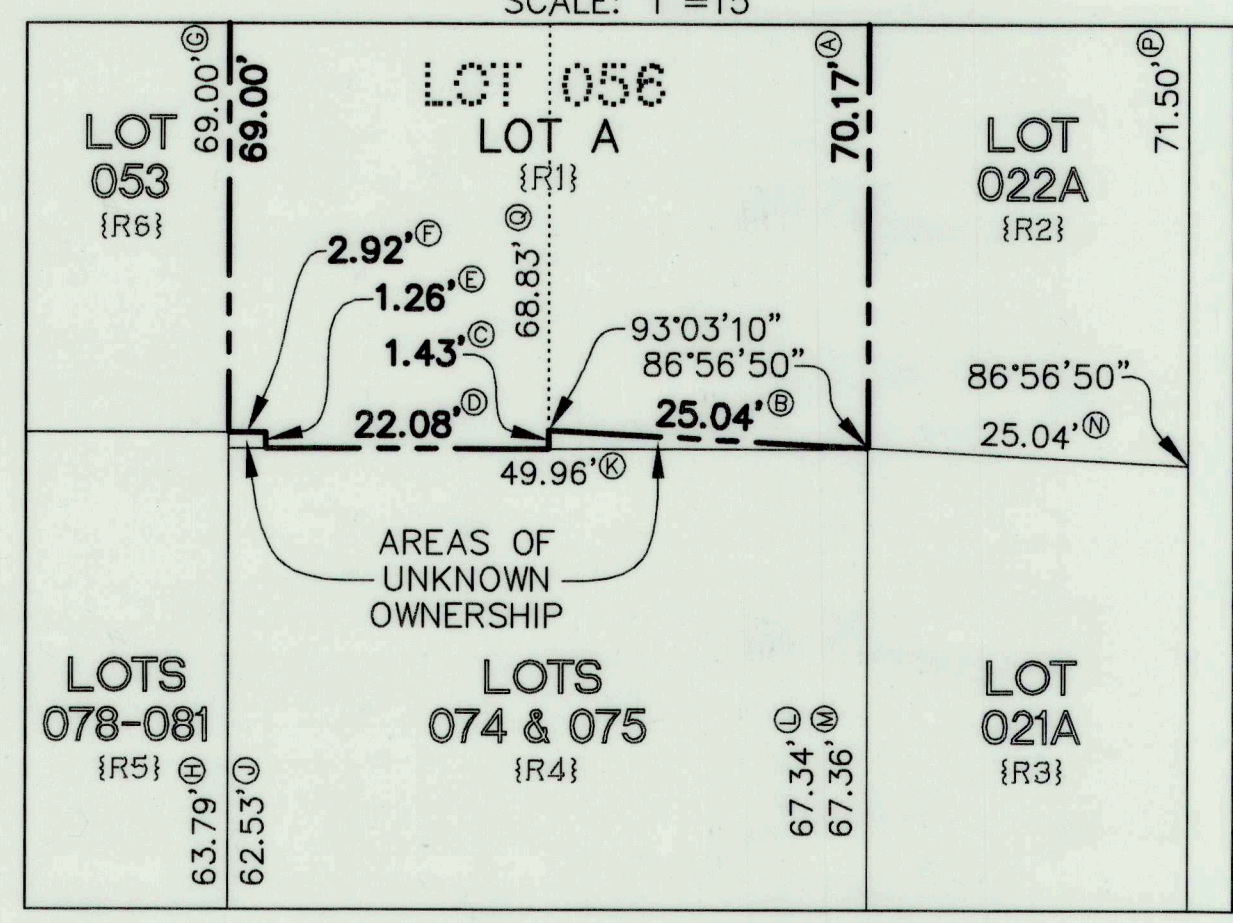 SCALE: 1"=15'
69.00' Ⓖ
69.00'
LOT 056
LOT A
{R1}
70.17' Ⓐ
71.50' Ⓟ
LOT
053
{R6}
LOT
022A
{R2}
2.92' Ⓕ
1.26' Ⓔ
1.43' Ⓒ
68.83' Ⓠ
93°03'10"
86°56'50"
86°56'50"
22.08' Ⓓ
25.04' Ⓑ
25.04' Ⓝ
49.96' Ⓚ
AREAS OF
UNKNOWN
OWNERSHIP
LOTS
078-081
{R5}
LOTS
074 & 075
{R4}
LOT
021A
{R3}
63.79' Ⓗ
62.53' Ⓙ
67.34' Ⓛ
67.36' Ⓜ